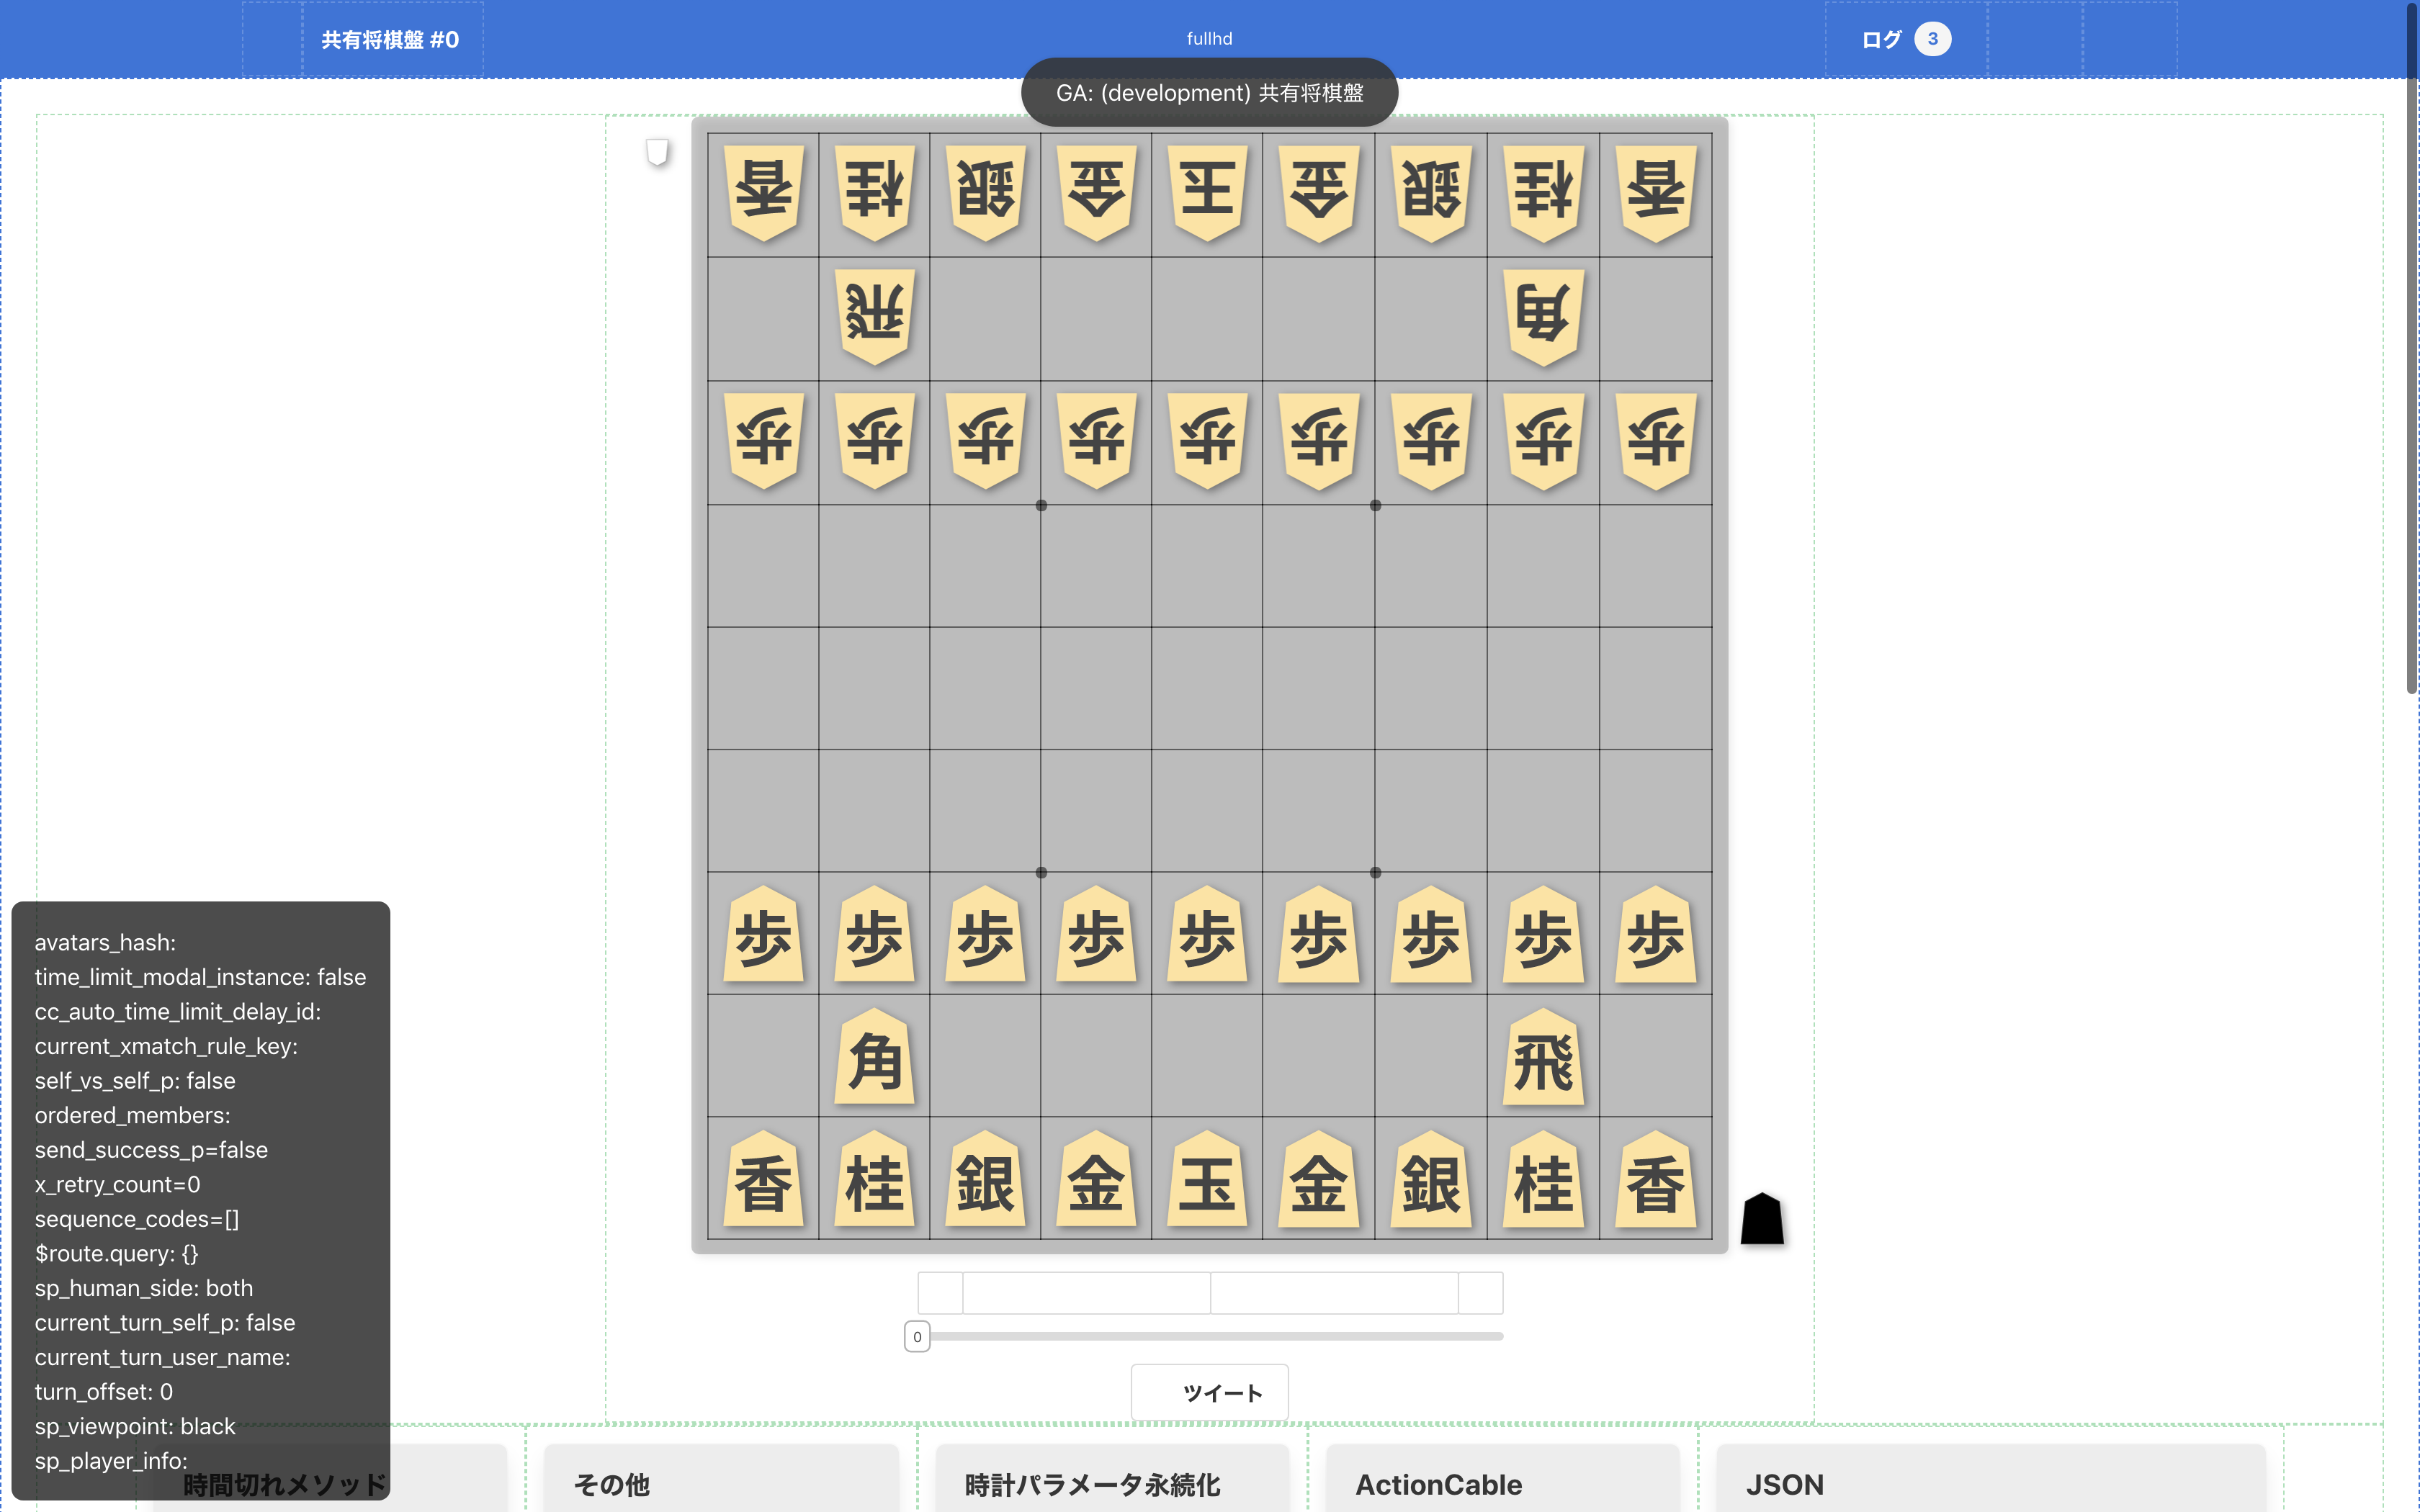 共有将棋盤 #0
fullhd
ログ 3
GA: (development) 共有将棋盤
香 桂 銀 金 玉 金 銀 桂 香
飛 角
歩 歩 歩 歩 歩 歩 歩 歩 歩
歩 歩 歩 歩 歩 歩 歩 歩 歩
角 飛
香 桂 銀 金 玉 金 銀 桂 香
0
ツイート
avatars_hash:
time_limit_modal_instance: false
cc_auto_time_limit_delay_id:
current_xmatch_rule_key:
self_vs_self_p: false
ordered_members:
send_success_p=false
x_retry_count=0
sequence_codes=[]
$route.query: {}
sp_human_side: both
current_turn_self_p: false
current_turn_user_name:
turn_offset: 0
sp_viewpoint: black
sp_player_info:
時間切れメソッド
その他
時計パラメータ永続化
ActionCable
JSON